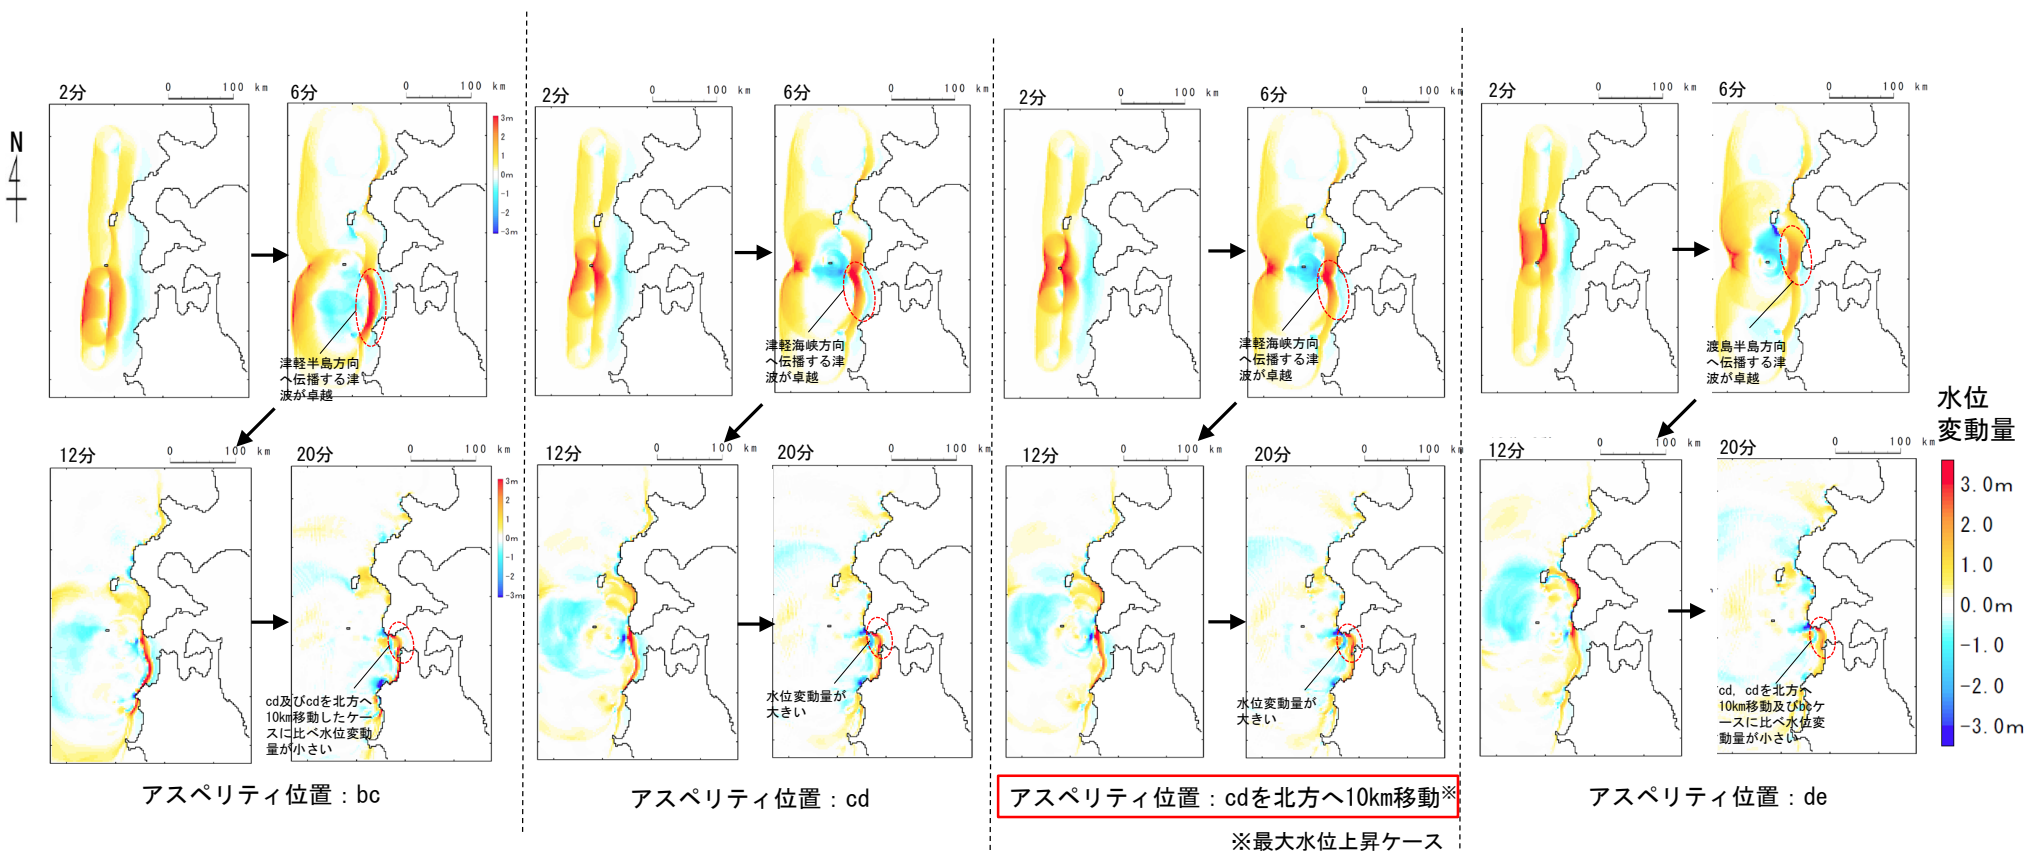 N
2分
0 100 km
6分
0 100 km
3m
2
1
0m
-1
-2
-3m
津軽半島方向
へ伝播する津
波が卓越
12分
0 100 km
20分
0 100 km
3m
2
1
0m
-1
-2
-3m
cd及びcdを北方へ
10km移動したケー
スに比べ水位変動
量が小さい
アスペリティ位置：bc
2分
0 100 km
6分
0 100 km
津軽海峡方向
へ伝播する津
波が卓越
12分
0 100 km
20分
0 100 km
水位変動量が
大きい
アスペリティ位置：cd
2分
0 100 km
6分
0 100 km
津軽海峡方向
へ伝播する津
波が卓越
12分
0 100 km
20分
0 100 km
水位変動量が
大きい
アスペリティ位置：cdを北方へ10km移動※
※最大水位上昇ケース
2分
0 100 km
6分
0 100 km
渡島半島方向
へ伝播する津
波が卓越
12分
0 100 km
20分
0 100 km
cd, cdを北方へ
10km移動及びbcケ
ースに比べ水位変
動量が小さい
アスペリティ位置：de
水位
変動量
3.0m
2.0
1.0
0.0m
-1.0
-2.0
-3.0m